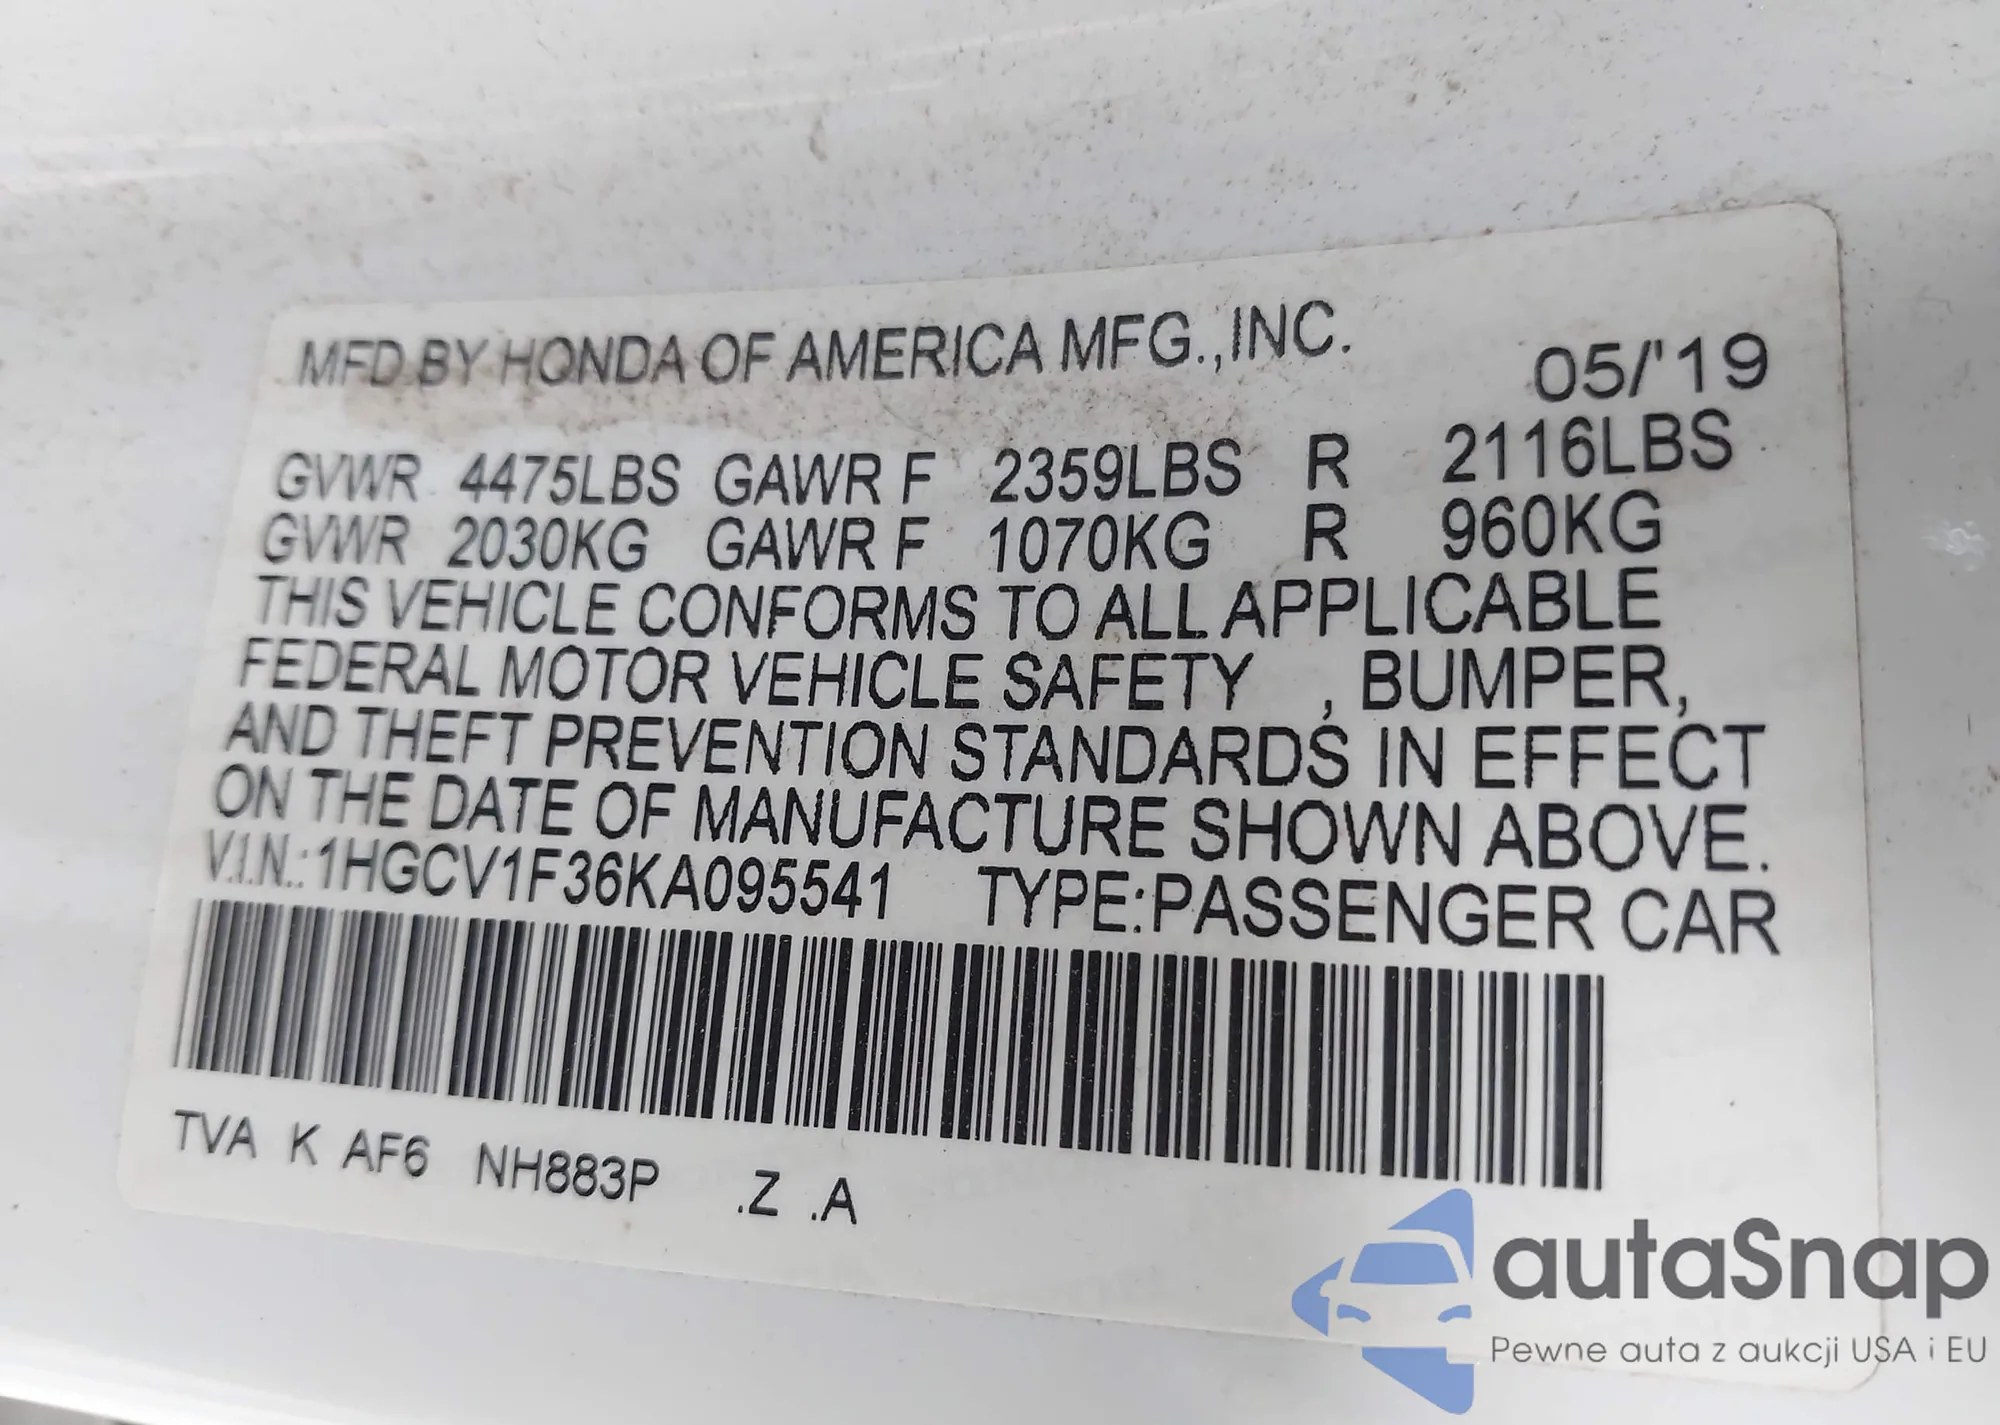 MFD BY HONDA OF AMERICA MFG.,INC. 05/'19
GVWR 4475LBS GAWR F 2359LBS R 2116LBS
GVWR 2030KG GAWR F 1070KG R 960KG
THIS VEHICLE CONFORMS TO ALL APPLICABLE
FEDERAL MOTOR VEHICLE SAFETY , BUMPER,
AND THEFT PREVENTION STANDARDS IN EFFECT
ON THE DATE OF MANUFACTURE SHOWN ABOVE.
V.I.N.:1HGCV1F36KA095541 TYPE:PASSENGER CAR
TVA K AF6 NH883P .Z .A
autaSnap
Pewne auta z aukcji USA i EU